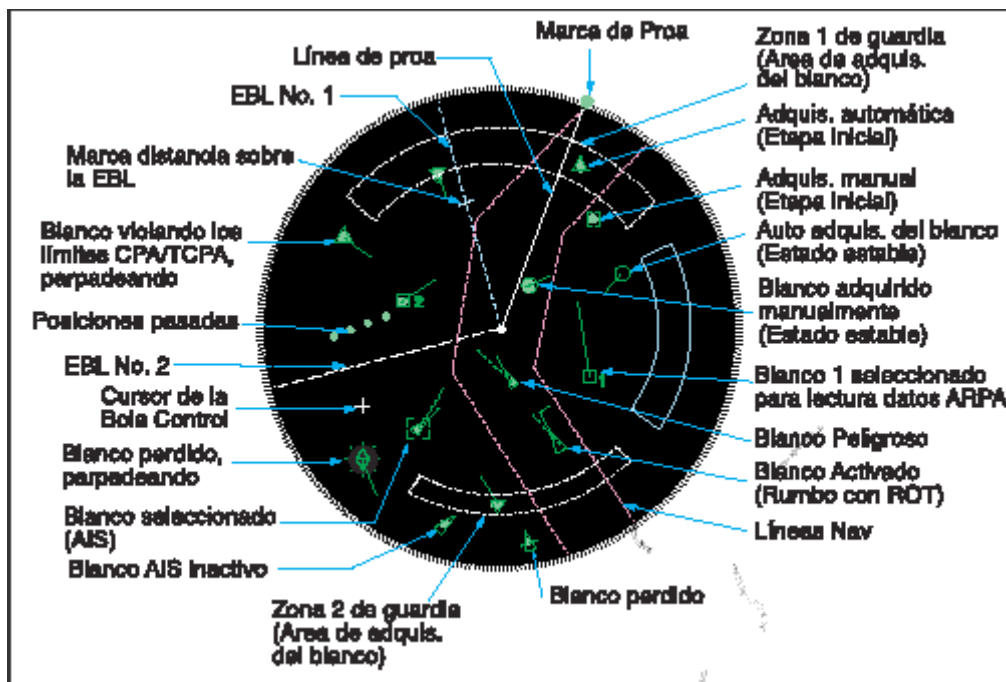 Marca de Proa
Línea de proa
EBL No. 1
Marca distancia sobre
la EBL
Blanco violando los
límites CPA/TCPA,
parpadeando
Posiciones pasadas
EBL No. 2
Cursor de la
Bola Control
Blanco perdido,
parpadeando
Blanco seleccionado
(AIS)
Blanco AIS Inactivo
Zona 2 de guardia
(Area de adquis.
del blanco)
Zona 1 de guardia
(Area de adquis.
del blanco)
Adquis. automática
(Etapa Inicial)
Adquis. manual
(Etapa Inicial)
Auto adquis. del blanco
(Estado estable)
Blanco adquirido
manualmente
(Estado estable)
Blanco 1 seleccionado
para lectura datos ARPA
Blanco Peligroso
Blanco Activado
(Rumbo con ROT)
Líneas Nav
Blanco perdido
2
1